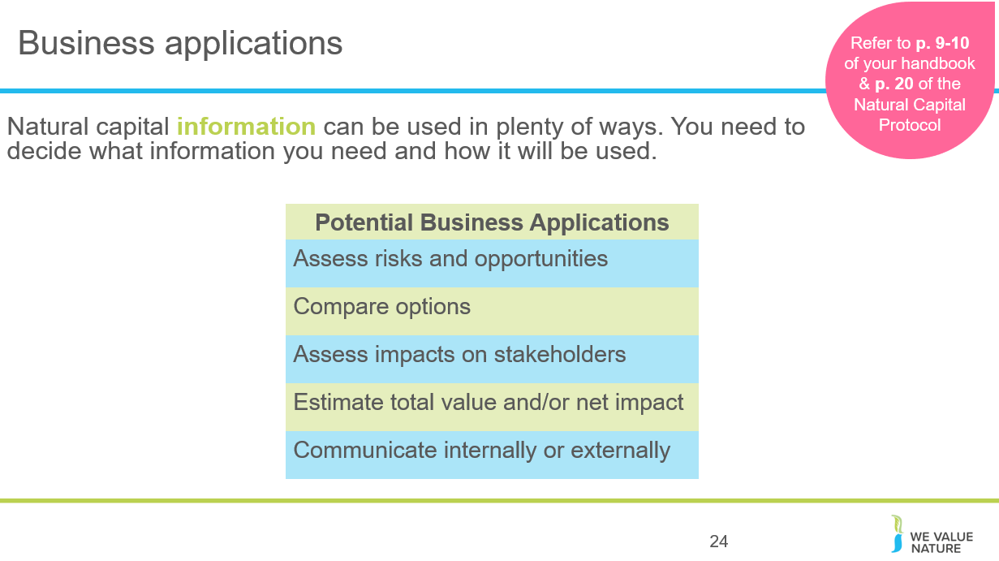 Business applications
Refer to p. 9-10
of your handbook
& p. 20 of the
Natural Capital
Protocol
Natural capital information can be used in plenty of ways. You need to
decide what information you need and how it will be used.
Potential Business Applications
Assess risks and opportunities
Compare options
Assess impacts on stakeholders
Estimate total value and/or net impact
Communicate internally or externally
24
WE VALUE
NATURE